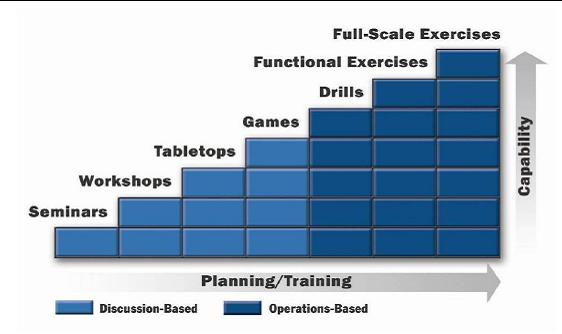 Full-Scale Exercises
Functional Exercises
Drills
Games
Tabletops
Workshops
Seminars
Capability
Planning/Training
Discussion-Based
Operations-Based